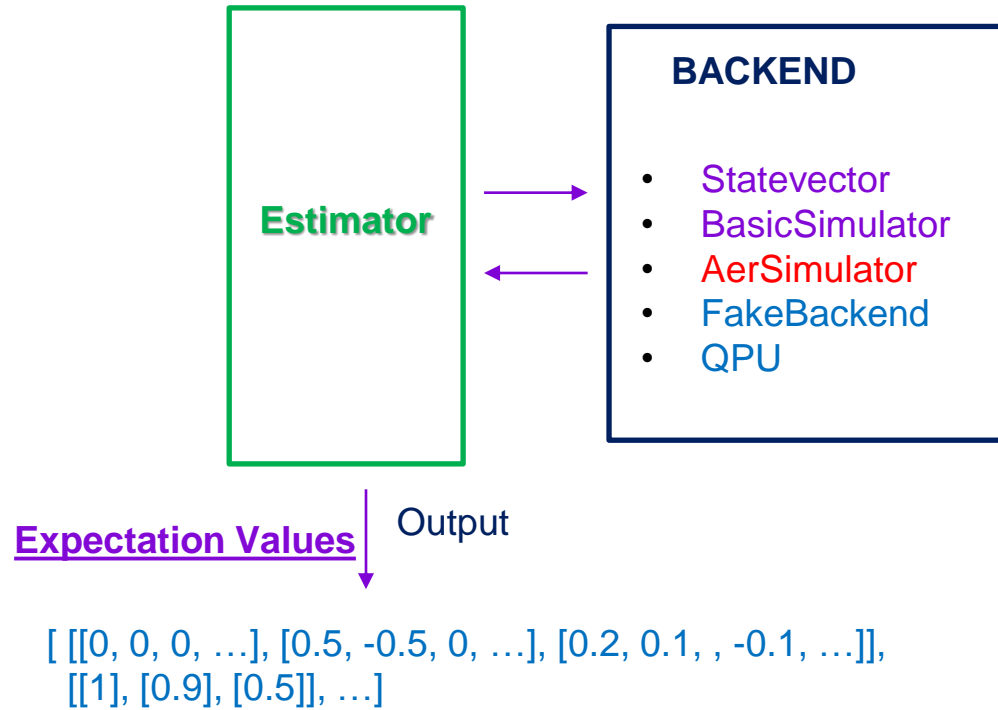 BACKEND
Estimator
• Statevector
• BasicSimulator
• AerSimulator
• FakeBackend
• QPU
Output
Expectation Values
[ [[0, 0, 0, …], [0.5, -0.5, 0, …], [0.2, 0.1, , -0.1, …]],
[[1], [0.9], [0.5]], …]